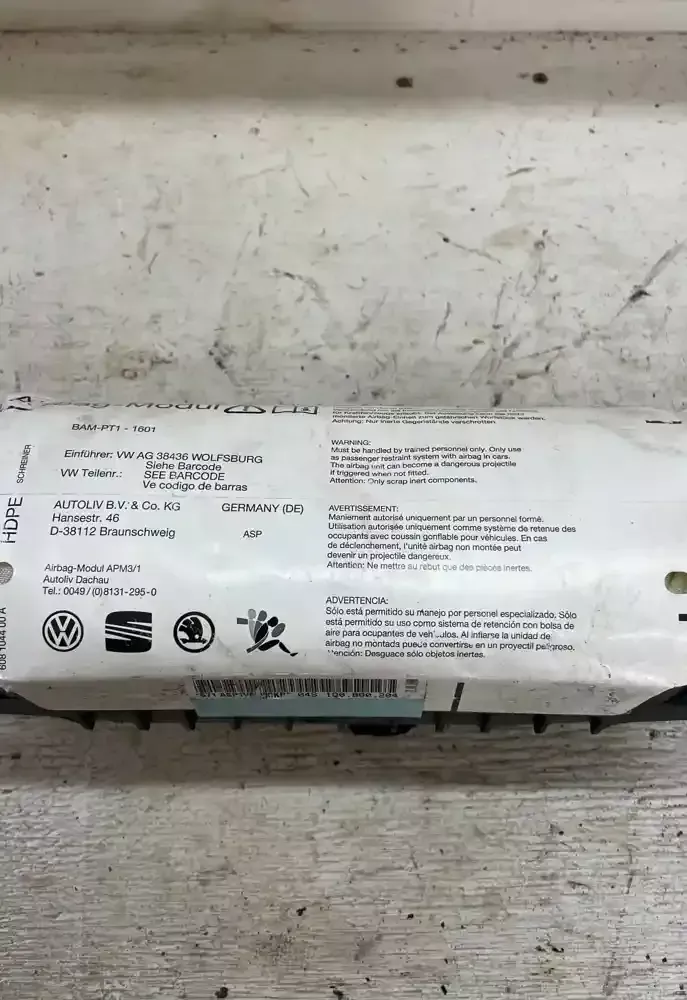 BAM-PT1 - 1601
Einführer: VW AG 38436 WOLFSBURG
VW Teilenr.:
Siehe Barcode
SEE BARCODE
Ve codigo de barras
SCHREINER
HDPE
AUTOLIV B.V. & Co. KG
Hansestr. 46
D-38112 Braunschweig
GERMANY (DE)
ASP
Airbag-Modul APM3/1
Autoliv Dachau
Tel.: 0049/(0)8131-295-0
Achtung: Nur inerte Gegenstände verschrotten
WARNING:
Must be handled by trained personnel only. Only use
as passenger restraint system with airbag in cars.
The airbag unit can become a dangerous projectile
if triggered when not fitted.
Attention: Only scrap inert components.
AVERTISSEMENT:
Maniement autorisé uniquement par un personnel formé.
Utilisation autorisée uniquement comme système de retenue des
occupants avec coussin gonflable pour véhicules. En cas
de déclenchement, l'unité airbag non montée peut
devenir un projectile dangereux.
Attention: Ne mettre au rebut que des pièces inertes.
ADVERTENCIA:
Sólo está permitido su manejo por personel especializado. Sólo
está permitido su uso como sistema de retención con bolsa de
aire para ocupantes de Al inflarse la unidad de
airbag no montada puede convertirse en un proyectil peligroso.
Desguace sólo objetos inertes.